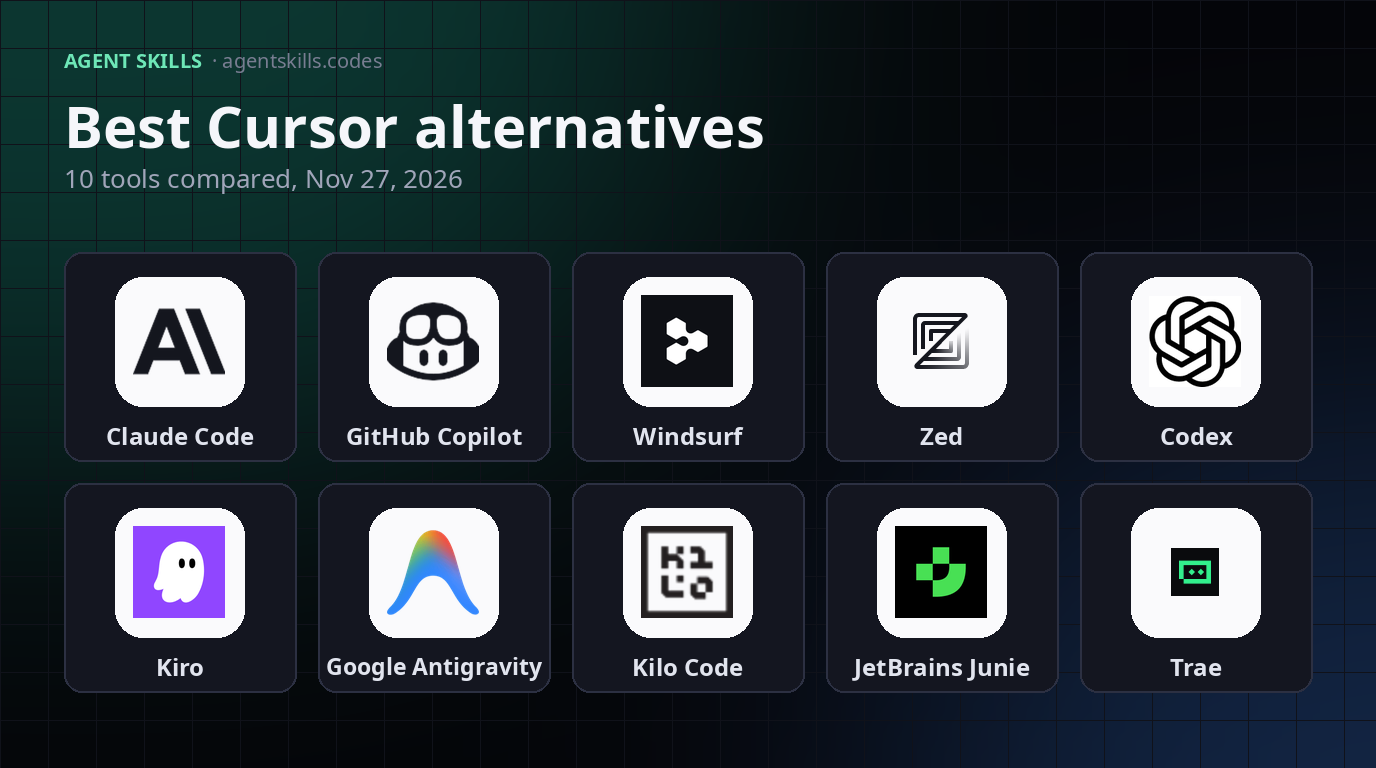 AGENT SKILLS · agentskills.codes
Best Cursor alternatives
10 tools compared, Nov 27, 2026
Claude Code
GitHub Copilot
Windsurf
Zed
Codex
Kilo
Kiro
Google Antigravity
Kilo Code
JetBrains Junie
Trae